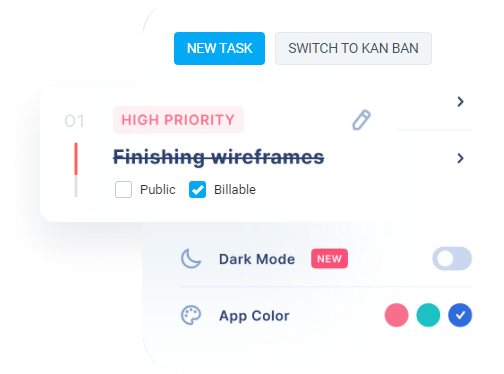 NEW TASK
SWITCH TO KAN BAN
01
HIGH PRIORITY
Finishing wireframes
Public
Billable
Dark Mode
NEW
App Color